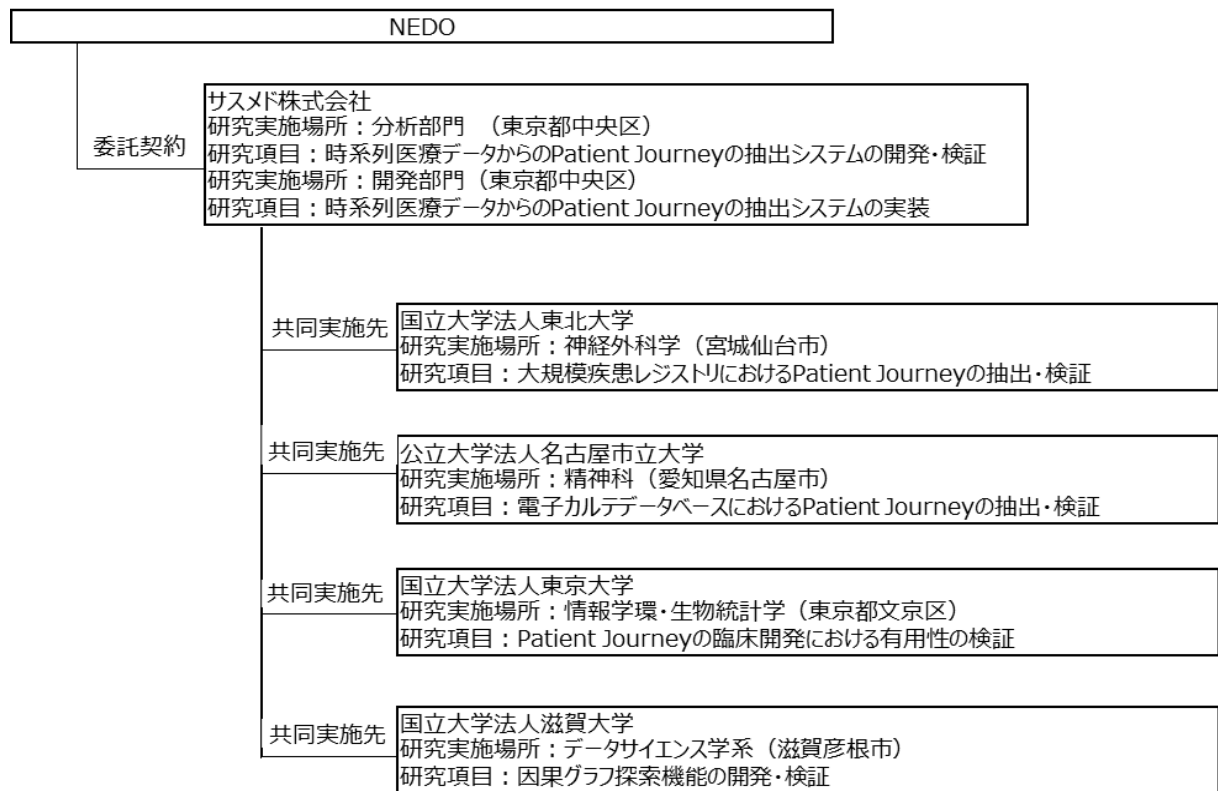 NEDO
委託契約
サスメド株式会社
研究実施場所：分析部門　（東京都中央区）
研究項目：時系列医療データからのPatient Journeyの抽出システムの開発・検証
研究実施場所：開発部門（東京都中央区）
研究項目：時系列医療データからのPatient Journeyの抽出システムの実装
共同実施先
国立大学法人東北大学
研究実施場所：神経外科学（宮城仙台市）
研究項目：大規模疾患レジストリにおけるPatient Journeyの抽出・検証
共同実施先
公立大学法人名古屋市立大学
研究実施場所：精神科（愛知県名古屋市）
研究項目：電子カルテデータベースにおけるPatient Journeyの抽出・検証
共同実施先
国立大学法人東京大学
研究実施場所：情報学環・生物統計学（東京都文京区）
研究項目：Patient Journeyの臨床開発における有用性の検証
共同実施先
国立大学法人滋賀大学
研究実施場所：データサイエンス学系（滋賀彦根市）
研究項目：因果グラフ探索機能の開発・検証